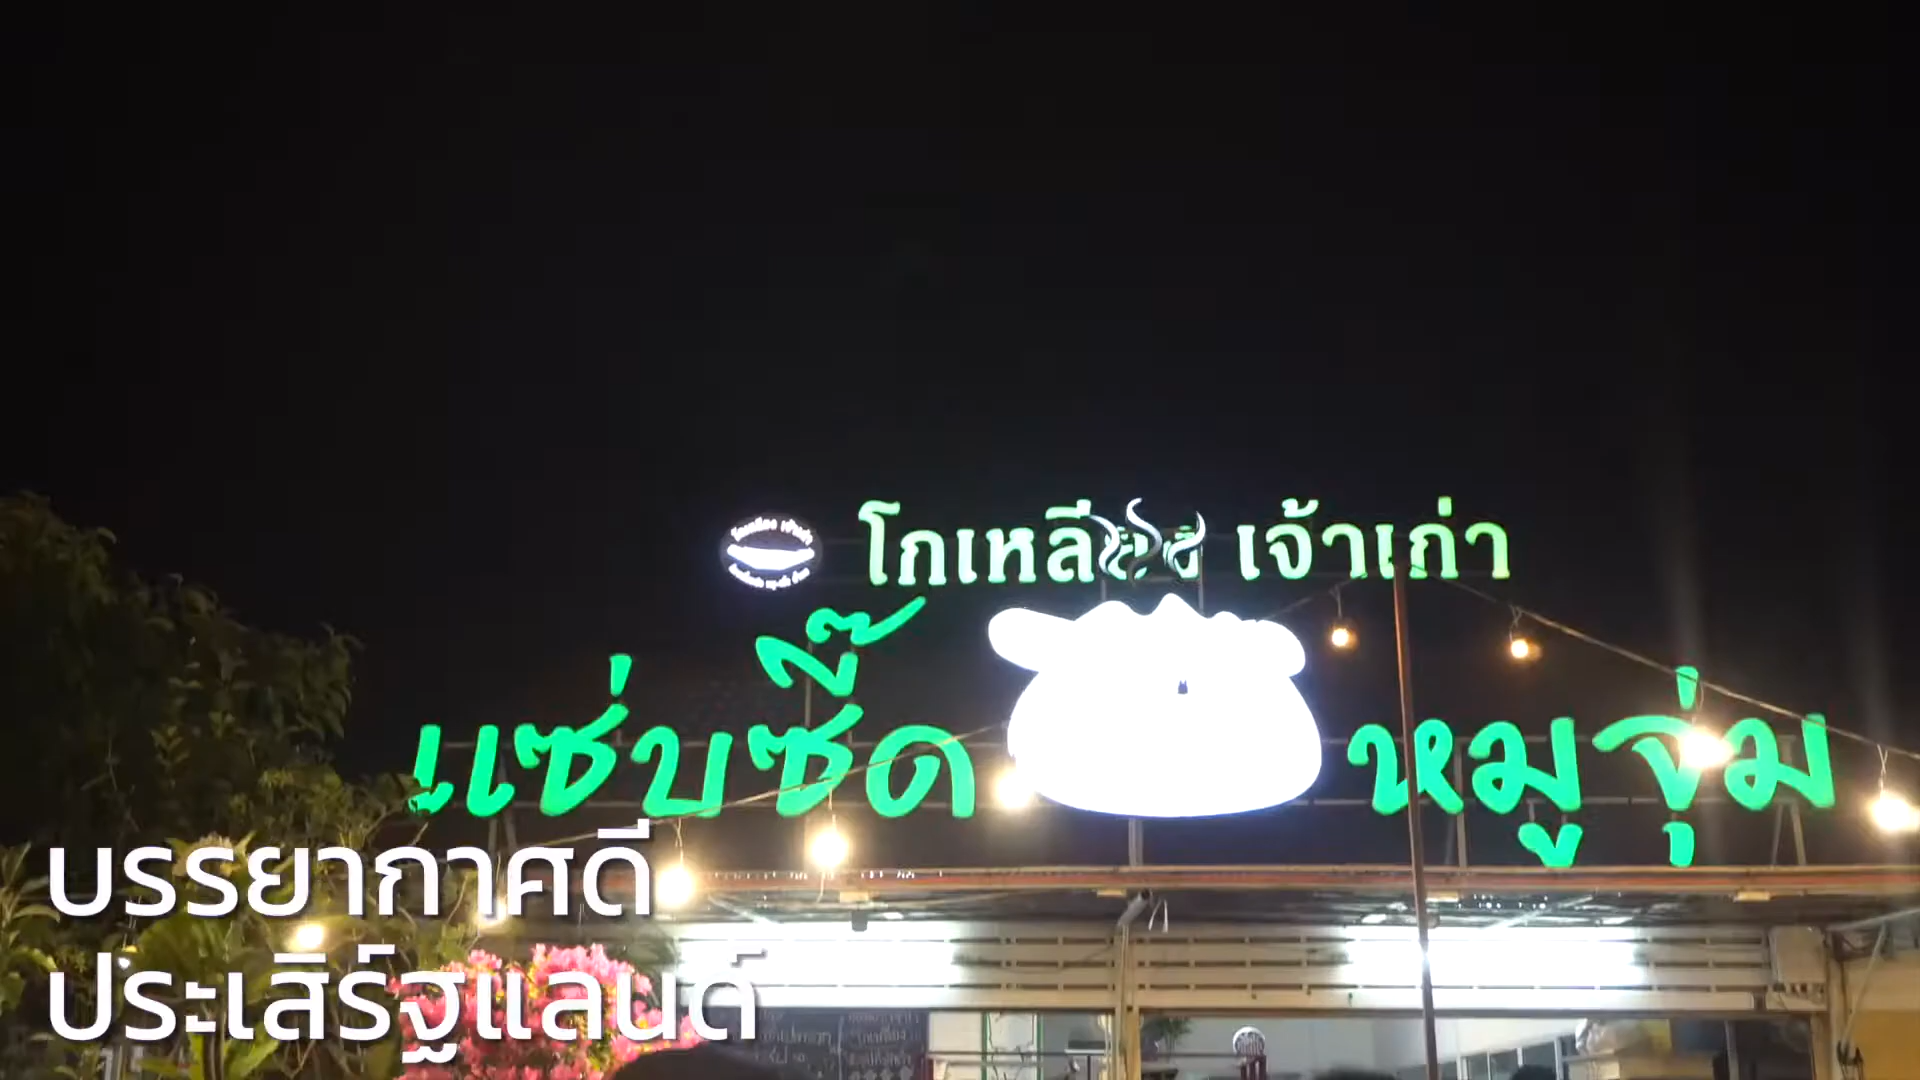 โกเหลียง เจ้าเก่า
แซ่บซี๊ด หมูจุ่ม
บรรยากาศดี
ประเสิร์ฐแลนด์